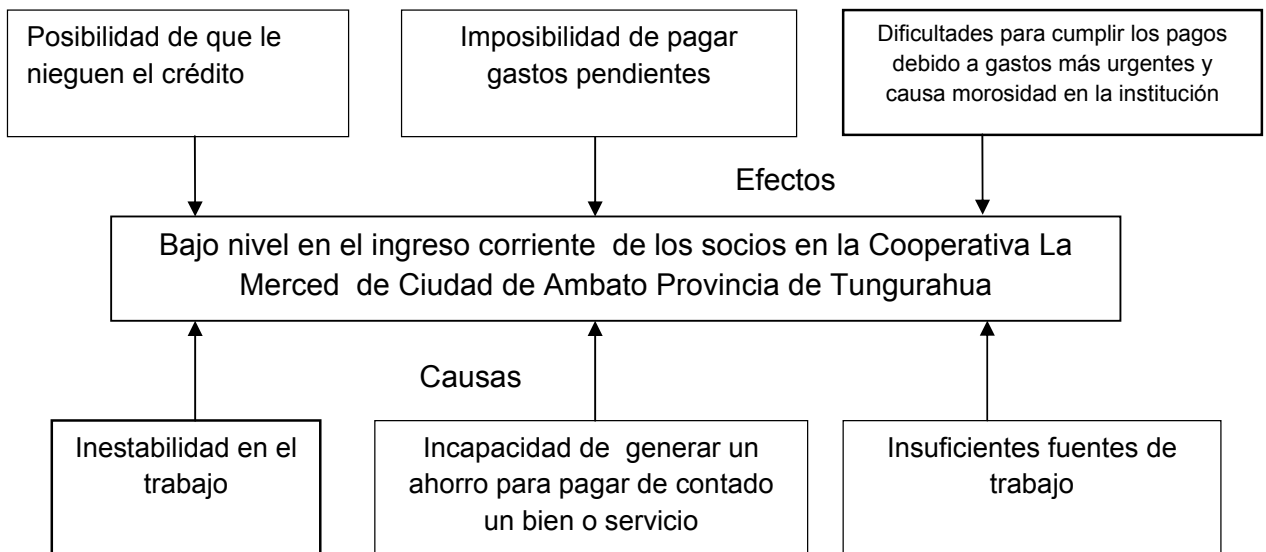 Posibilidad de que le
nieguen el crédito
Imposibilidad de pagar
gastos pendientes
Dificultades para cumplir los pagos
debido a gastos más urgentes y
causa morosidad en la institución
Efectos
Bajo nivel en el ingreso corriente de los socios en la Cooperativa La
Merced de Ciudad de Ambato Provincia de Tungurahua
Causas
Inestabilidad en el
trabajo
Incapacidad de generar un
ahorro para pagar de contado
un bien o servicio
Insuficientes fuentes de
trabajo